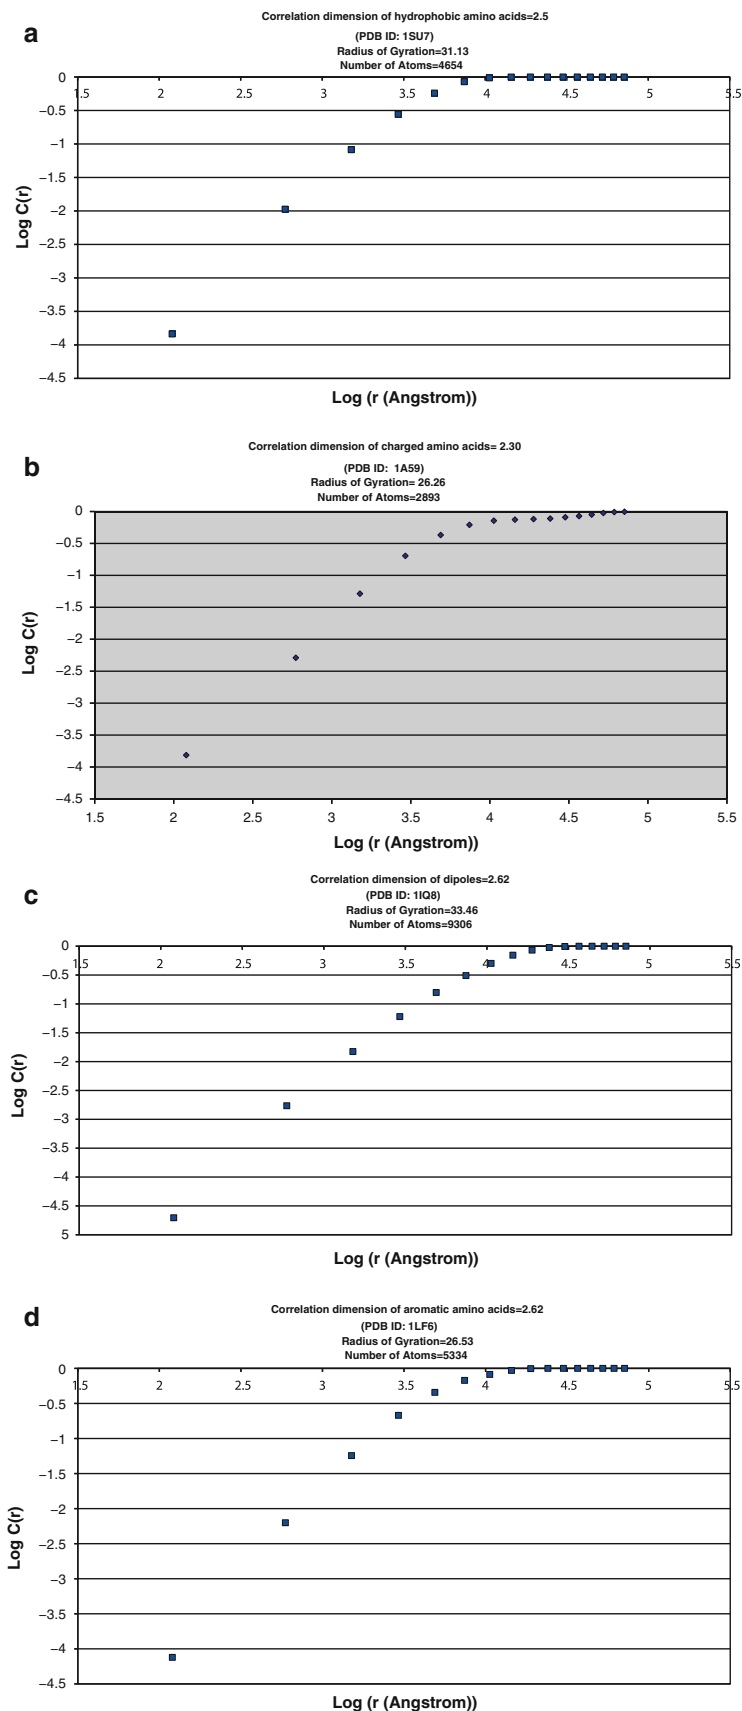 a
Correlation dimension of hydrophobic amino acids=2.5
(PDB ID: 1SU7)
Radius of Gyration=31.13
Number of Atoms=4654
0
1.5 2 2.5 3 3.5 4 4.5 5 5.5
−0.5
−1
−1.5
−2
−2.5
−3
−3.5
−4
−4.5
Log C(r)
Log (r (Angstrom))
b
Correlation dimension of charged amino acids= 2.30
(PDB ID: 1A59)
Radius of Gyration= 26.26
Number of Atoms=2893
0
−0.5
−1
−1.5
−2
−2.5
−3
−3.5
−4
−4.5
Log C(r)
1.5 2 2.5 3 3.5 4 4.5 5 5.5
Log (r (Angstrom))
c
Correlation dimension of dipoles=2.62
(PDB ID: 1IQ8)
Radius of Gyration=33.46
Number of Atoms=9306
0
1.5 2 2.5 3 3.5 4 4.5 5 5.5
−0.5
−1
−1.5
−2
−2.5
−3
−3.5
−4
−4.5
5
Log C(r)
Log (r (Angstrom))
d
Correlation dimension of aromatic amino acids=2.62
(PDB ID: 1LF6)
Radius of Gyration=26.53
Number of Atoms=5334
0
1.5 2 2.5 3 3.5 4 4.5 5 5.5
−0.5
−1
−1.5
−2
−2.5
−3
−3.5
−4
−4.5
Log C(r)
Log (r (Angstrom))